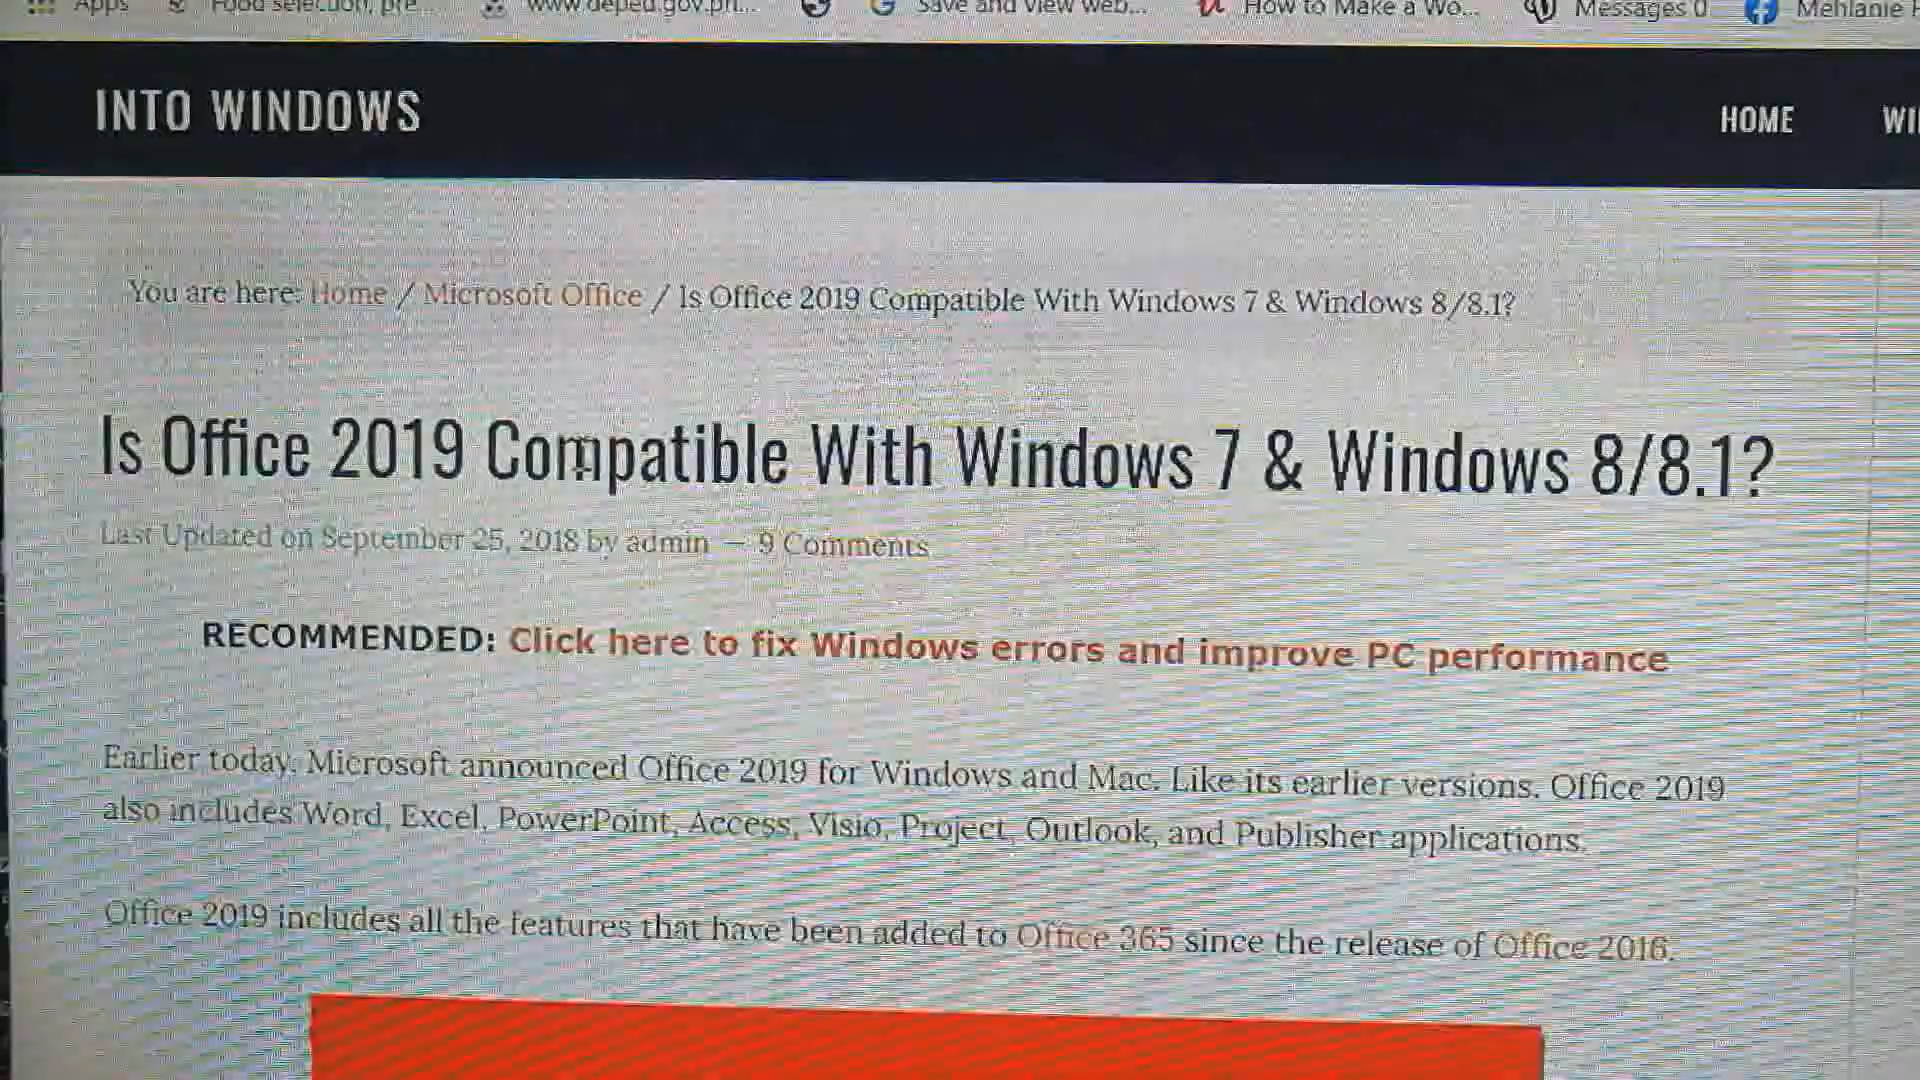 Apps
Food selection, pre...
www.deped.gov.ph...
Save and view web...
How to Make a Wo...
Messages 0
Mehlanie
INTO WINDOWS
HOME
You are here: Home / Microsoft Office / Is Office 2019 Compatible With Windows 7 & Windows 8/8.1?
Is Office 2019 Compatible With Windows 7 & Windows 8/8.1?
Last Updated on September 25, 2018 by admin — 9 Comments
RECOMMENDED: Click here to fix Windows errors and improve PC performance
Earlier today, Microsoft announced Office 2019 for Windows and Mac. Like its earlier versions, Office 2019
also includes Word, Excel, PowerPoint, Access, Visio, Project, Outlook, and Publisher applications.
Office 2019 includes all the features that have been added to Office 365 since the release of Office 2016.